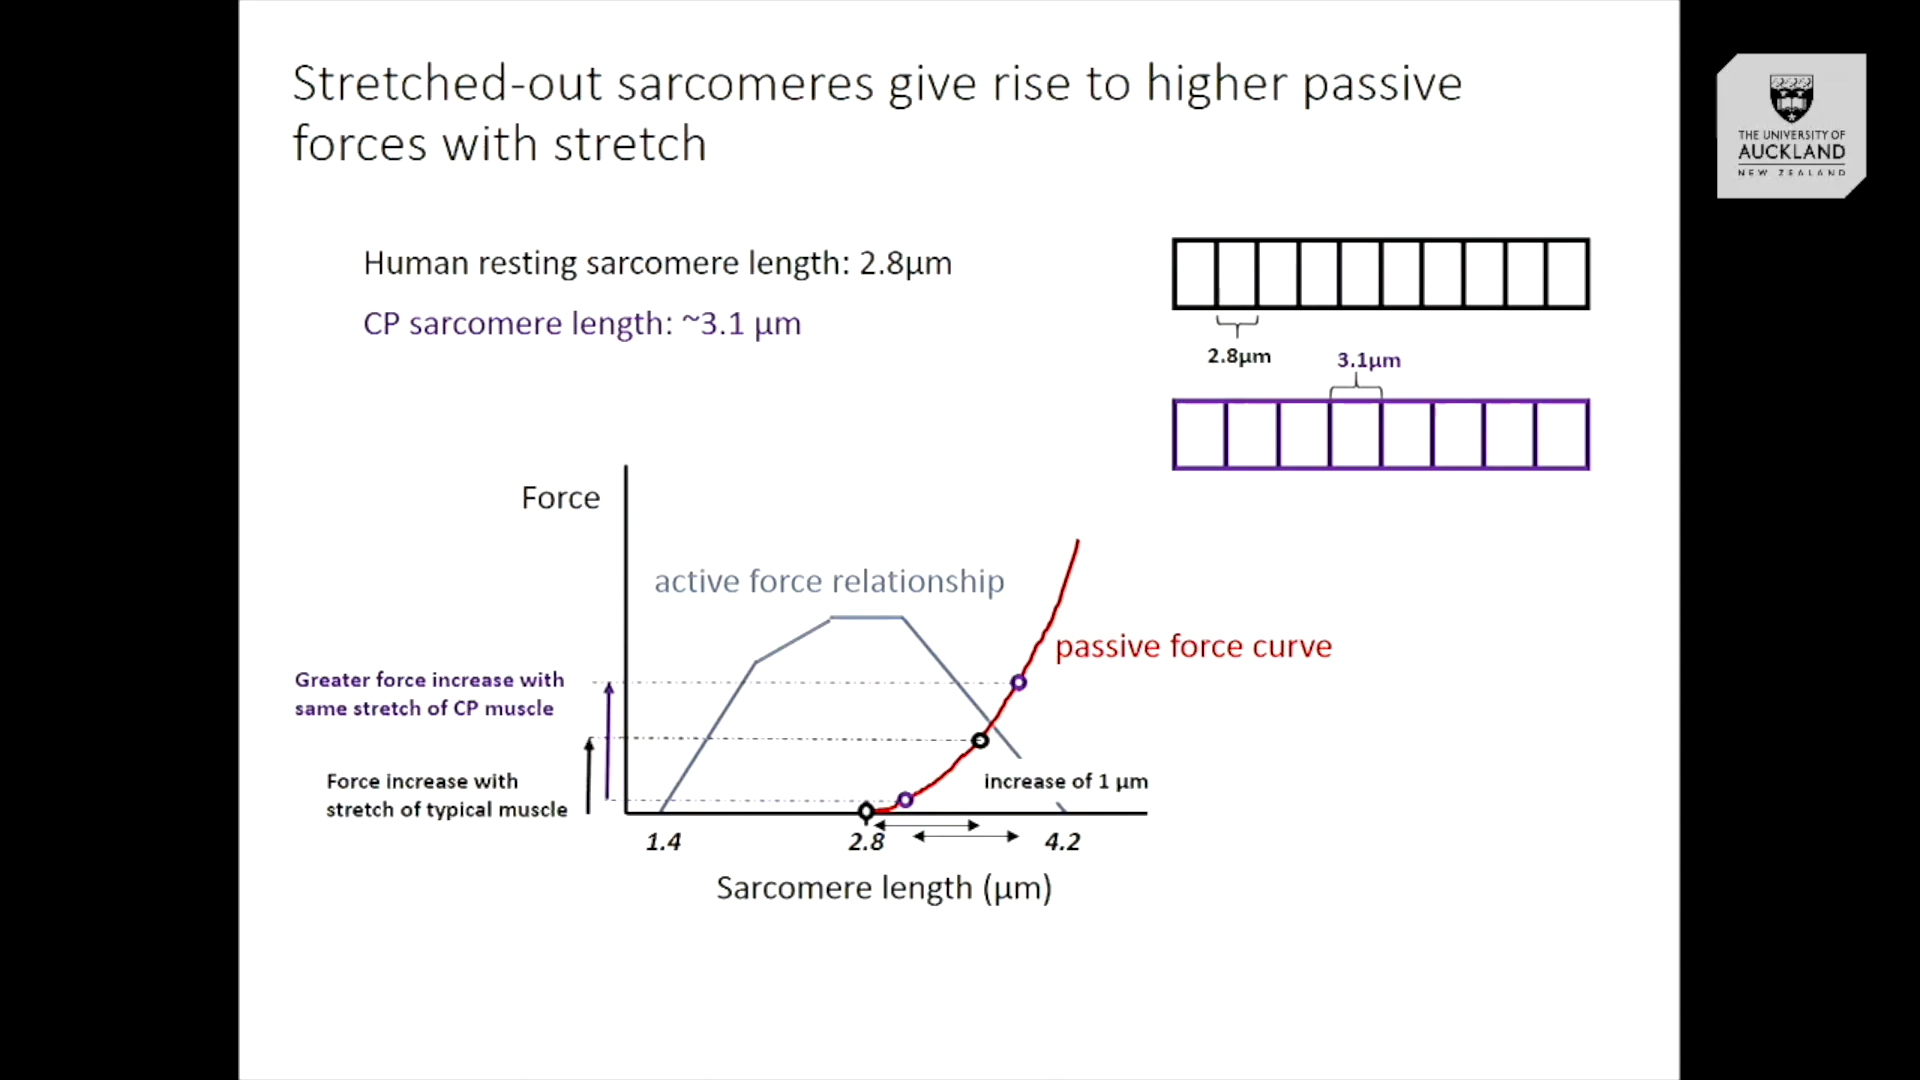 Stretched-out sarcomeres give rise to higher passive
forces with stretch
THE UNIVERSITY OF
AUCKLAND
NEW ZEALAND
Human resting sarcomere length: 2.8µm
CP sarcomere length: ~3.1 µm
2.8µm
3.1µm
Force
active force relationship
passive force curve
Greater force increase with
same stretch of CP muscle
Force increase with
stretch of typical muscle
increase of 1 µm
1.4
2.8
4.2
Sarcomere length (µm)